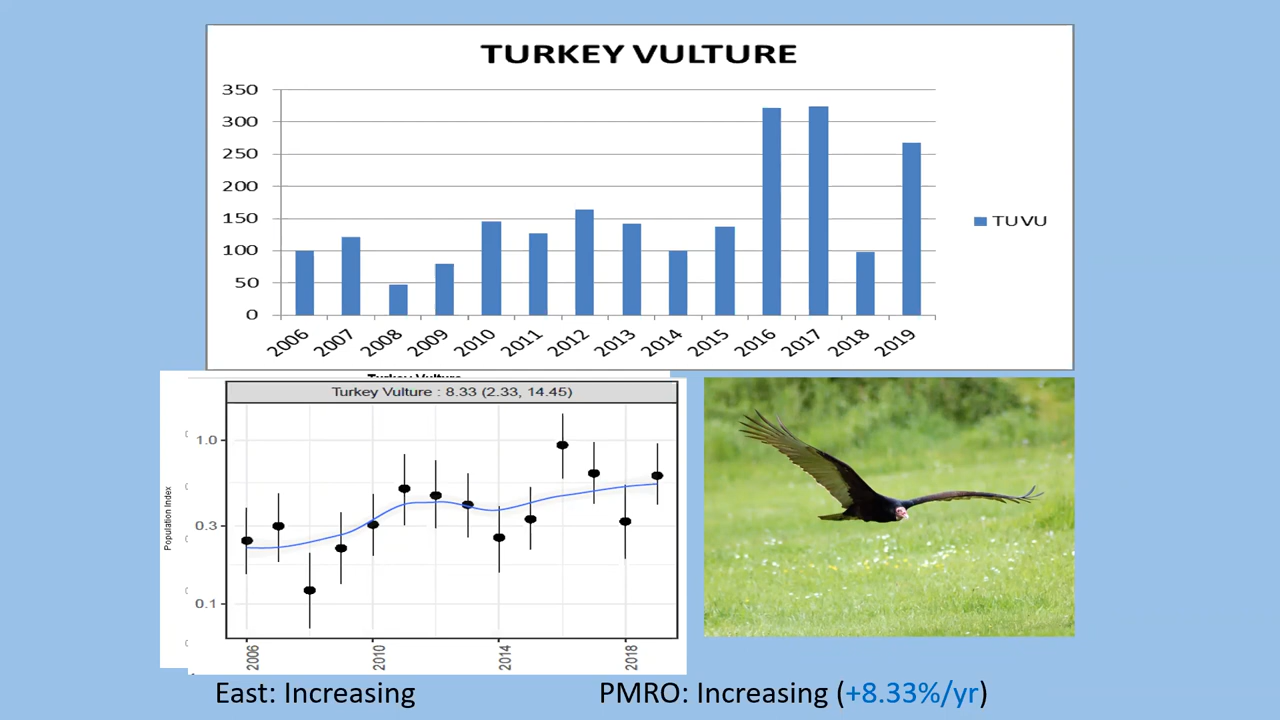 TURKEY VULTURE
350
300
250
200
150
100
50
0
TUVU
2006 2007 2008 2009 2010 2011 2012 2013 2014 2015 2016 2017 2018 2019
Turkey Vulture
Turkey Vulture : 8.33 (2.33, 14.45)
1.0
0.3
0.1
Population Index
2006 2010 2014 2018
East: Increasing
PMRO: Increasing (+8.33%/yr)